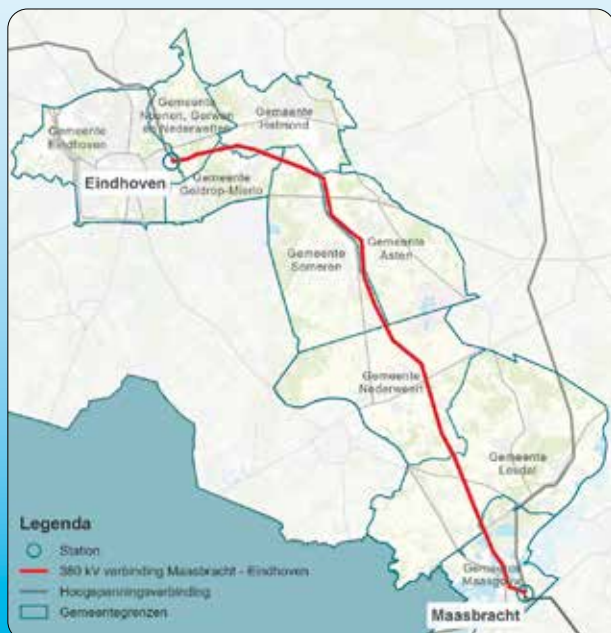 Gemeente
Nuenen, Gerwen
en Nederwetten
Gemeente
Helmond
Gemeente
Eindhoven
Eindhoven
Gemeente
Geldrop-Mierlo
Gemeente
Asten
Gemeente
Someren
Gemeente
Nederweert
Gemeente
Leudal
Gemeente
Maasgouw
Maasbracht
Legenda
Station
380 kV verbinding Maasbracht - Eindhoven
Hoogspanningsverbinding
Gemeentegrenzen